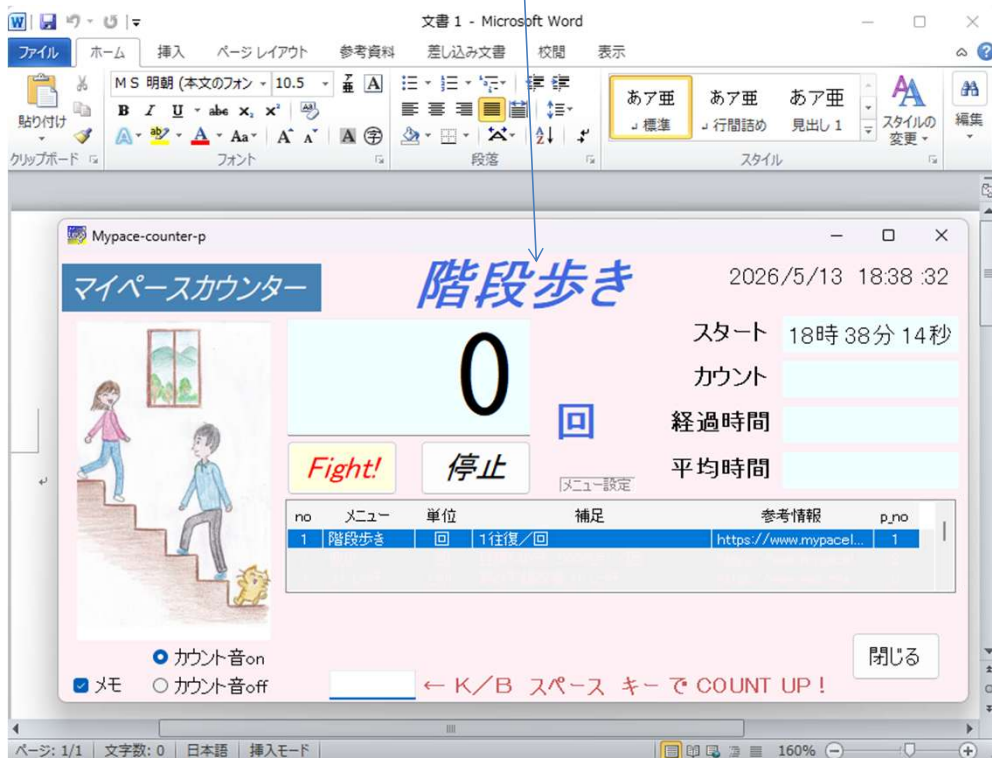 文書 1 - Microsoft Word
ファイル ホーム 挿入 ページ レイアウト 参考資料 差し込み文書 校閲 表示
貼り付け
クリップボード
MS 明朝 (本文のフォン 10.5
B I U abc x₂ x²
Aa A A A 字
フォント
段落
あア亜 あア亜 あア亜
標準 行間詰め 見出し 1
スタイルの変更
スタイル
編集
Mypace-counter-p
マイペースカウンター
階段歩き
2026/5/13 18:38 :32
0
回
スタート 18時 38分 14秒
カウント
経過時間
平均時間
Fight!
停止
メニュー設定
no メニュー 単位 補足 参考情報 p_no
1 階段歩き 回 1往復/回 https://www.mypacel... 1
カウント音on
メモ カウント音off
← K/B スペース キー で COUNT UP !
閉じる
ページ: 1/1 文字数: 0 日本語 挿入モード 160%